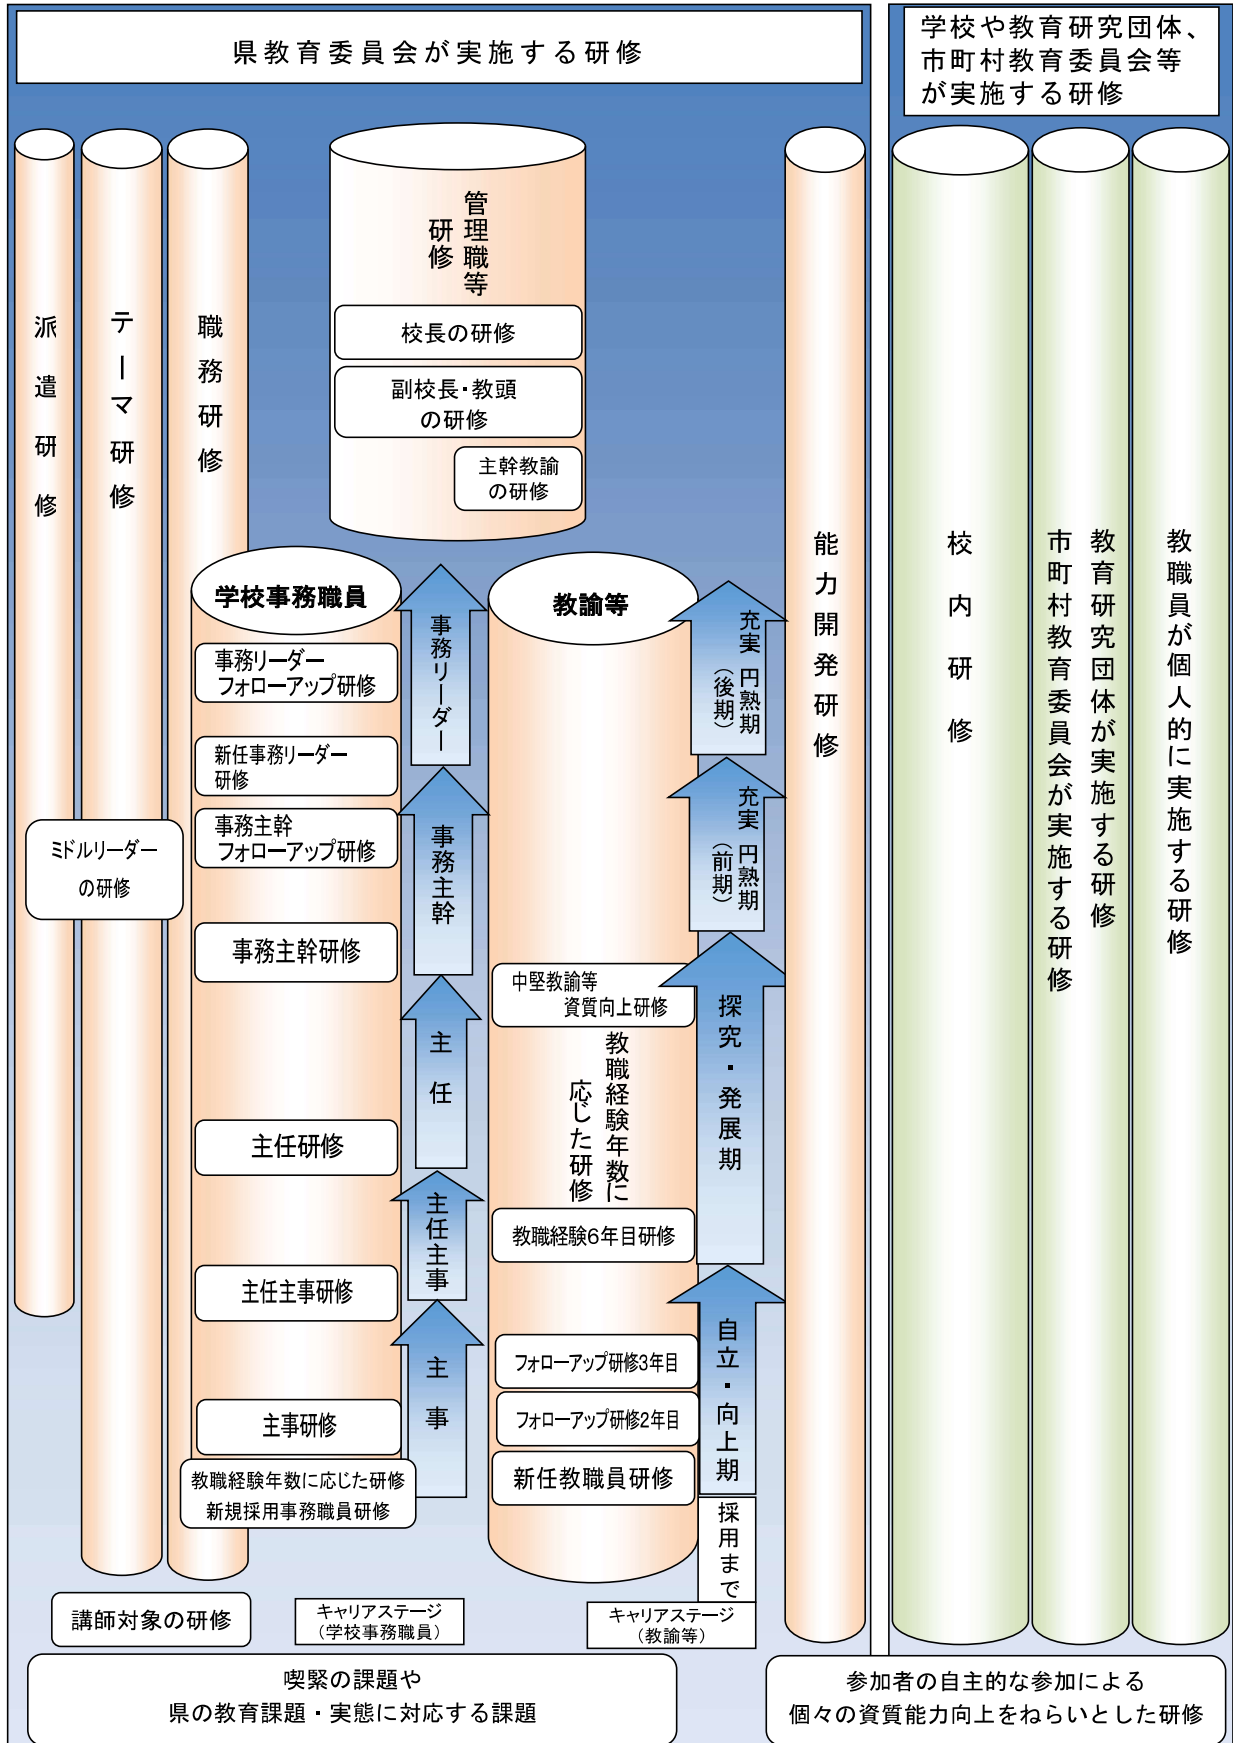 県教育委員会が実施する研修
学校や教育研究団体、
市町村教育委員会等
が実施する研修
派遣研修
テーマ研修
職務研修
管理職等
研修
校長の研修
副校長・教頭
の研修
主幹教諭
の研修
学校事務職員
事務リーダー
フォローアップ研修
新任事務リーダー
研修
事務主幹
フォローアップ研修
ミドルリーダー
の研修
事務主幹研修
主任研修
主任主事研修
主事研修
教職経験年数に応じた研修
新規採用事務職員研修
事務リーダー
事務主幹
主任
主任主事
主事
教諭等
中堅教諭等
資質向上研修
教職経験年数に
応じた研修
教職経験6年目研修
フォローアップ研修3年目
フォローアップ研修2年目
新任教職員研修
充実・円熟期
（後期）
充実・円熟期
（前期）
探究・発展期
自立・向上期
採用まで
能力開発研修
校内研修
教育研究団体が実施する研修
市町村教育委員会が実施する研修
教職員が個人的に実施する研修
講師対象の研修
キャリアステージ
（学校事務職員）
キャリアステージ
（教諭等）
喫緊の課題や
県の教育課題・実態に対応する課題
参加者の自主的な参加による
個々の資質能力向上をねらいとした研修